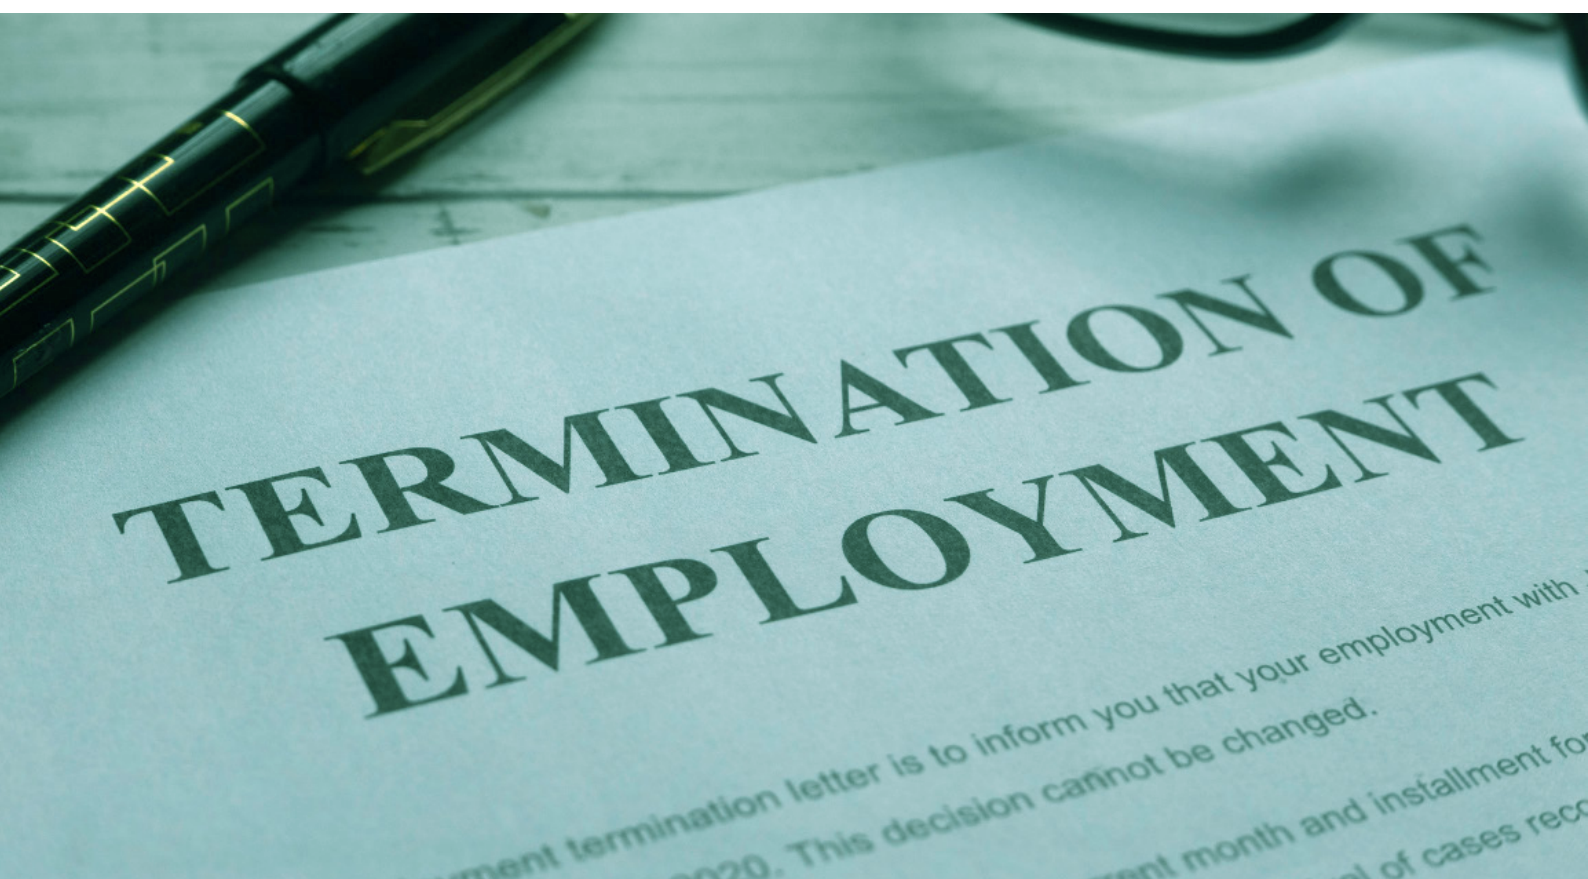 TERMINATION OF
EMPLOYMENT
termination letter is to inform you that your employment with
2020. This decision cannot be changed.
month and installment for
of cases